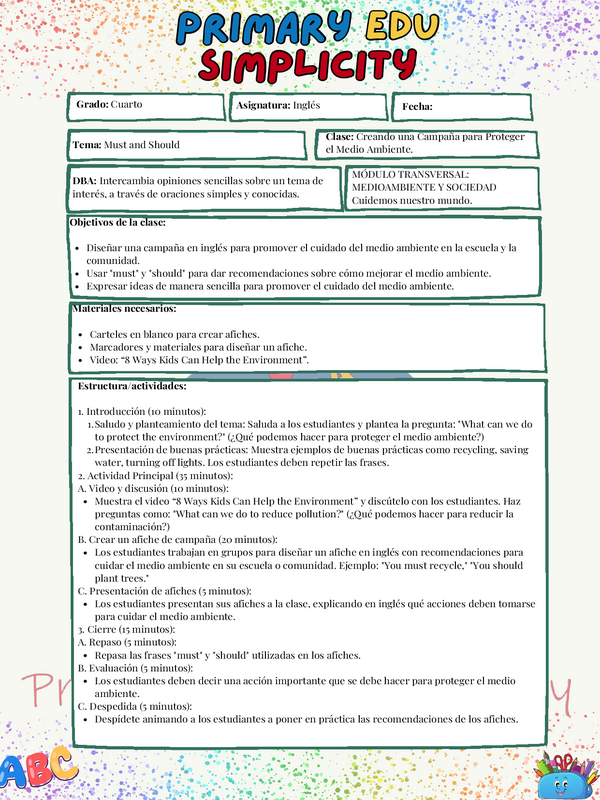 PRIMARY EDU
SIMPLICITY
Grado: Cuarto
Asignatura: Inglés
Fecha:
Tema: Must and Should
Clase: Creando una Campaña para Proteger
el Medio Ambiente.
DBA: Intercambia opiniones sencillas sobre un tema de
interés, a través de oraciones simples y conocidas.
MÓDULO TRANSVERSAL:
MEDIOAMBIENTE Y SOCIEDAD
Cuidemos nuestro mundo.
Objetivos de la clase:
• Diseñar una campaña en inglés para promover el cuidado del medio ambiente en la escuela y la
comunidad.
• Usar "must" y "should" para dar recomendaciones sobre cómo mejorar el medio ambiente.
• Expresar ideas de manera sencilla para promover el cuidado del medio ambiente.
Materiales necesarios:
• Carteles en blanco para crear afiches.
• Marcadores y materiales para diseñar un afiche.
• Video: “8 Ways Kids Can Help the Environment”.
Estructura/actividades:
1. Introducción (10 minutos):
1. Saludo y planteamiento del tema: Saluda a los estudiantes y plantea la pregunta: "What can we do
to protect the environment?" (¿Qué podemos hacer para proteger el medio ambiente?)
2. Presentación de buenas prácticas: Muestra ejemplos de buenas prácticas como recycling, saving
water, turning off lights. Los estudiantes deben repetir las frases.
2. Actividad Principal (35 minutos):
A. Video y discusión (10 minutos):
• Muestra el video “8 Ways Kids Can Help the Environment” y discútelo con los estudiantes. Haz
preguntas como: "What can we do to reduce pollution?" (¿Qué podemos hacer para reducir la
contaminación?)
B. Crear un afiche de campaña (20 minutos):
• Los estudiantes trabajan en grupos para diseñar un afiche en inglés con recomendaciones para
cuidar el medio ambiente en su escuela o comunidad. Ejemplo: "You must recycle," "You should
plant trees."
C. Presentación de afiches (5 minutos):
• Los estudiantes presentan sus afiches a la clase, explicando en inglés qué acciones deben tomarse
para cuidar el medio ambiente.
3. Cierre (15 minutos):
A. Repaso (5 minutos):
• Repasa las frases "must" y "should" utilizadas en los afiches.
B. Evaluación (5 minutos):
• Los estudiantes deben decir una acción importante que se debe hacer para proteger el medio
ambiente.
C. Despedida (5 minutos):
• Despídete animando a los estudiantes a poner en práctica las recomendaciones de los afiches.
ABC